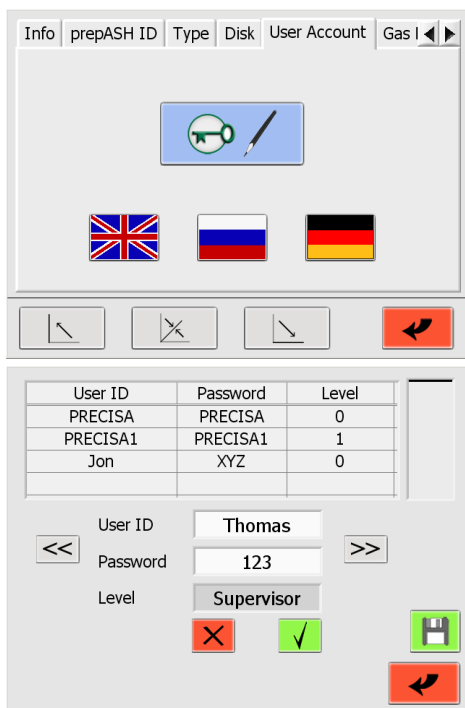 Info prepASH ID Type Disk User Account Gas
User ID Password Level
PRECISA PRECISA 0
PRECISA1 PRECISA1 1
Jon XYZ 0
User ID Thomas
<< >>
Password 123
Level Supervisor